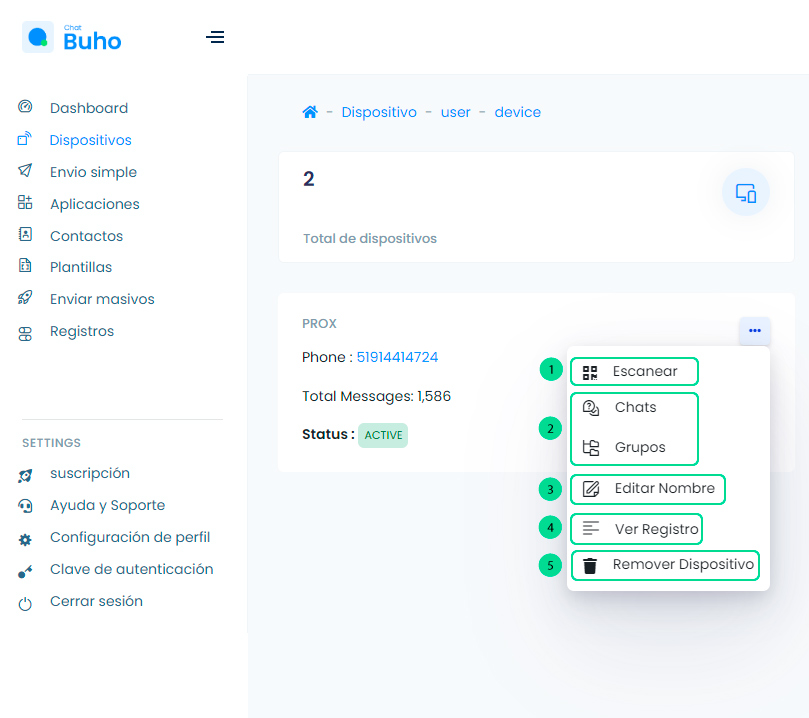 Chat
Buho
Dashboard
Dispositivos
Envio simple
Aplicaciones
Contactos
Plantillas
Enviar masivos
Registros
SETTINGS
suscripción
Ayuda y Soporte
Configuración de perfil
Clave de autenticación
Cerrar sesión
- Dispositivo - user - device
2
Total de dispositivos
PROX
Phone : 51914414724
Total Messages: 1,586
Status : ACTIVE
1 Escanear
Chats
2
Grupos
3 Editar Nombre
4 Ver Registro
5 Remover Dispositivo